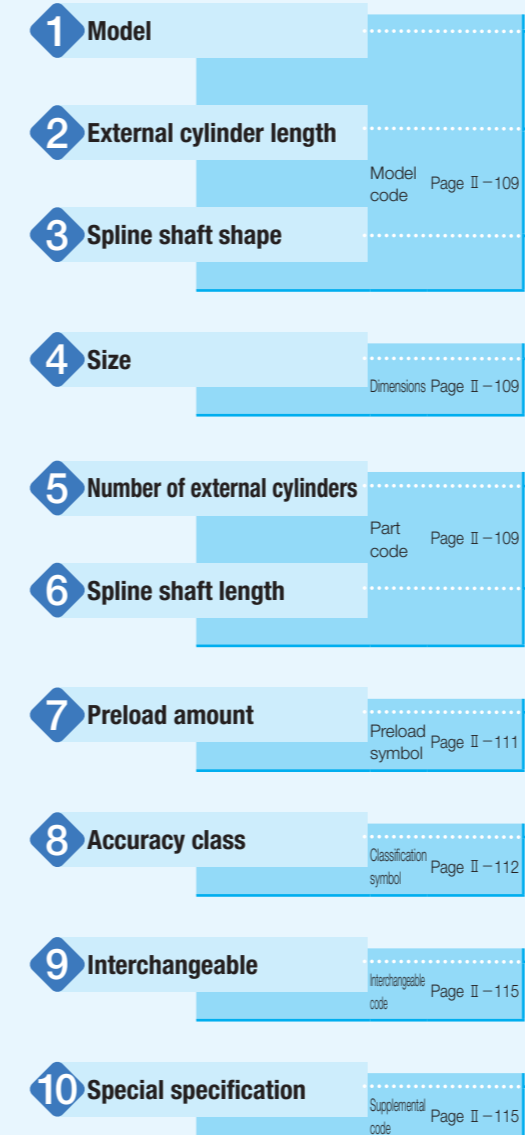 1 Model
2 External cylinder length
Model
code Page Ⅱ－109
3 Spline shaft shape
4 Size
Dimensions Page Ⅱ－109
5 Number of external cylinders
Part
code Page Ⅱ－109
6 Spline shaft length
7 Preload amount
Preload
symbol Page Ⅱ－111
8 Accuracy class
Classification
symbol Page Ⅱ－112
9 Interchangeable
Interchangeable
code Page Ⅱ－115
10 Special specification
Supplemental
code Page Ⅱ－115